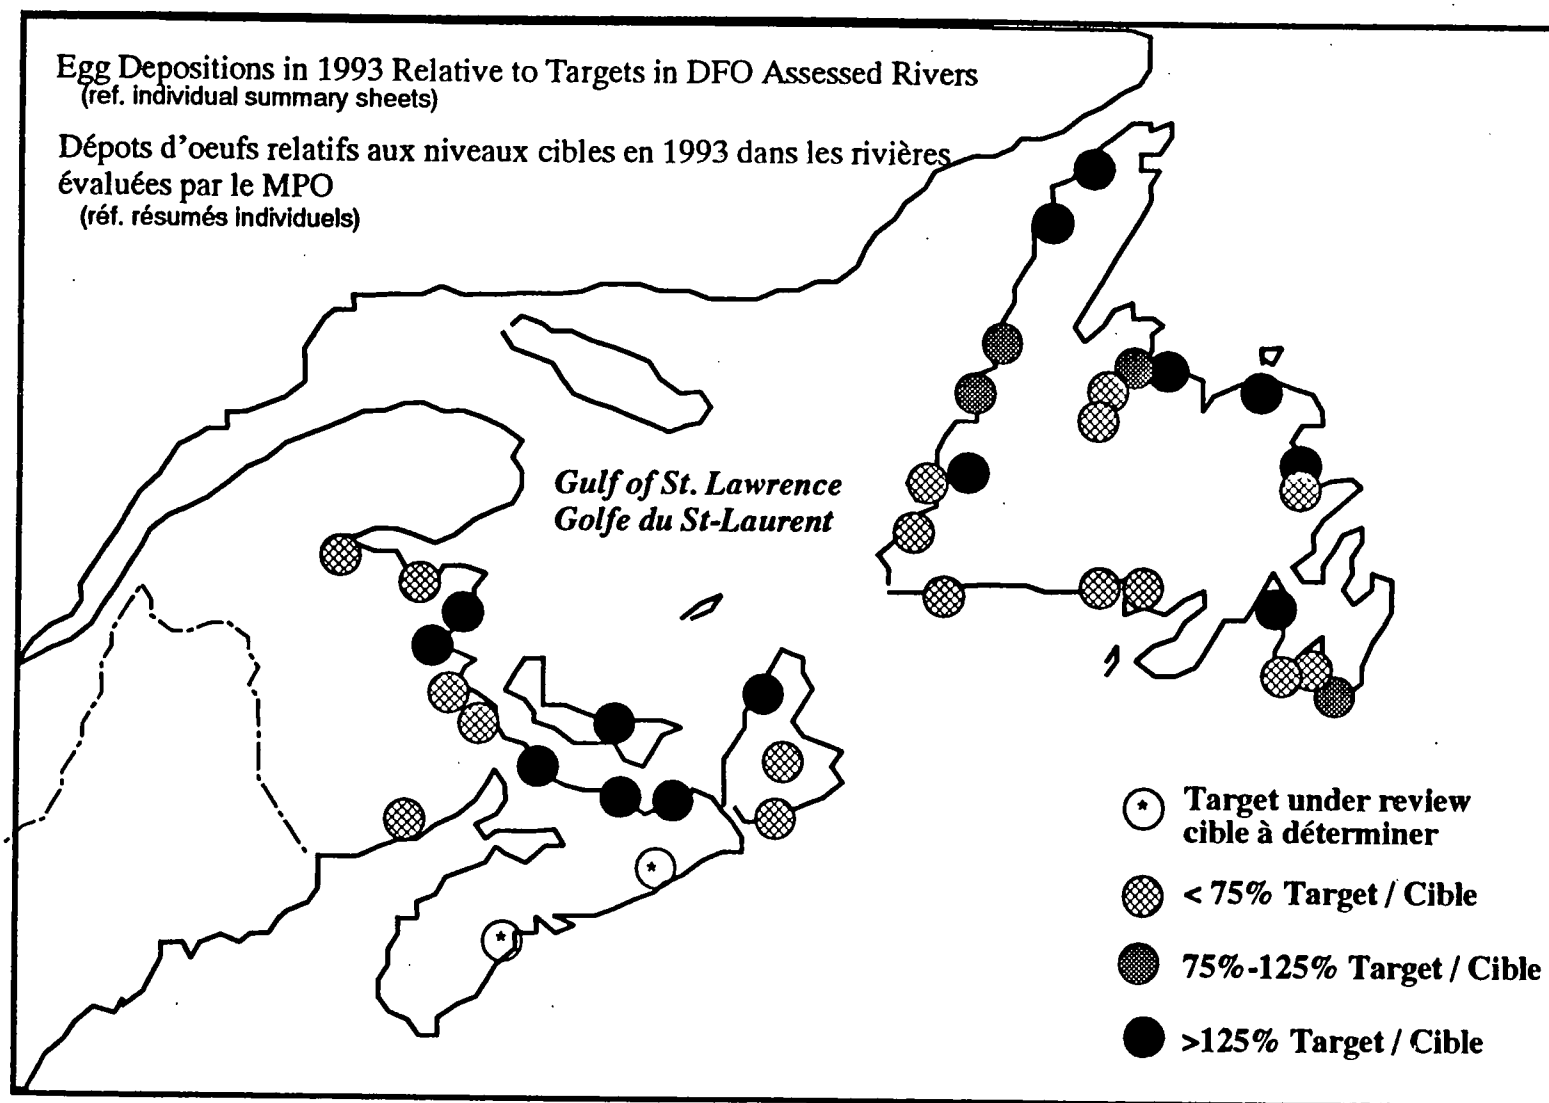 Egg Depositions in 1993 Relative to Targets in DFO Assessed Rivers
(ref. individual summary sheets)
Dépots d'oeufs relatifs aux niveaux cibles en 1993 dans les rivières
évaluées par le MPO
(réf. résumés individuels)
Gulf of St. Lawrence
Golfe du St-Laurent
* Target under review
cible à déterminer
< 75% Target / Cible
75%-125% Target / Cible
>125% Target / Cible
*
*